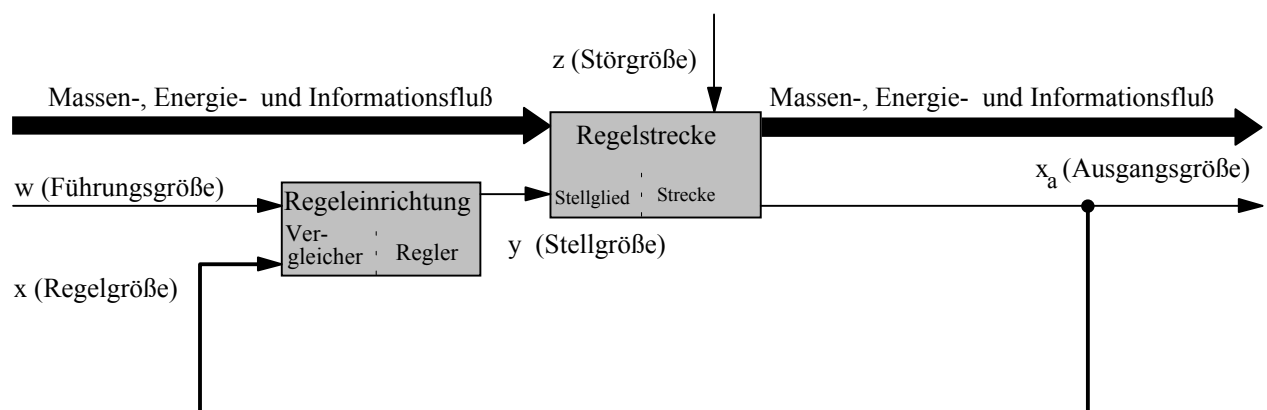 z (Störgröße)
Massen-, Energie- und Informationsfluß
Massen-, Energie- und Informationsfluß
Regelstrecke
Stellglied
Strecke
w (Führungsgröße)
xa (Ausgangsgröße)
Regeleinrichtung
Ver-
gleicher
Regler
y (Stellgröße)
x (Regelgröße)